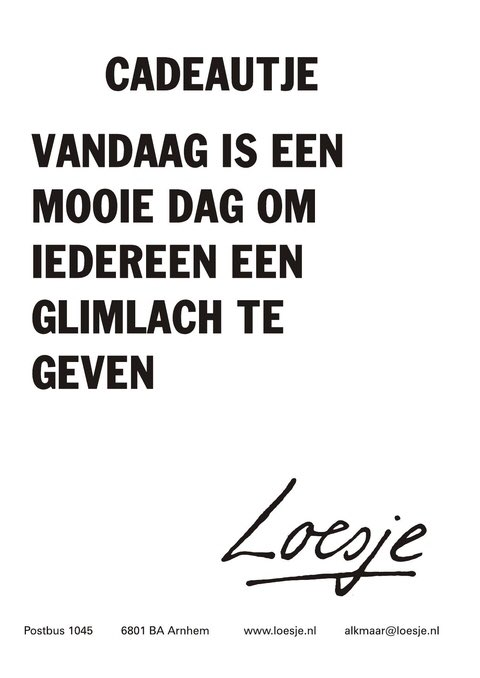 CADEAUTJE
VANDAAG IS EEN
MOOIE DAG OM
IEDEREEN EEN
GLIMLACH TE
GEVEN
Loesje
Postbus 1045 6801 BA Arnhem www.loesje.nl alkmaar@loesje.nl